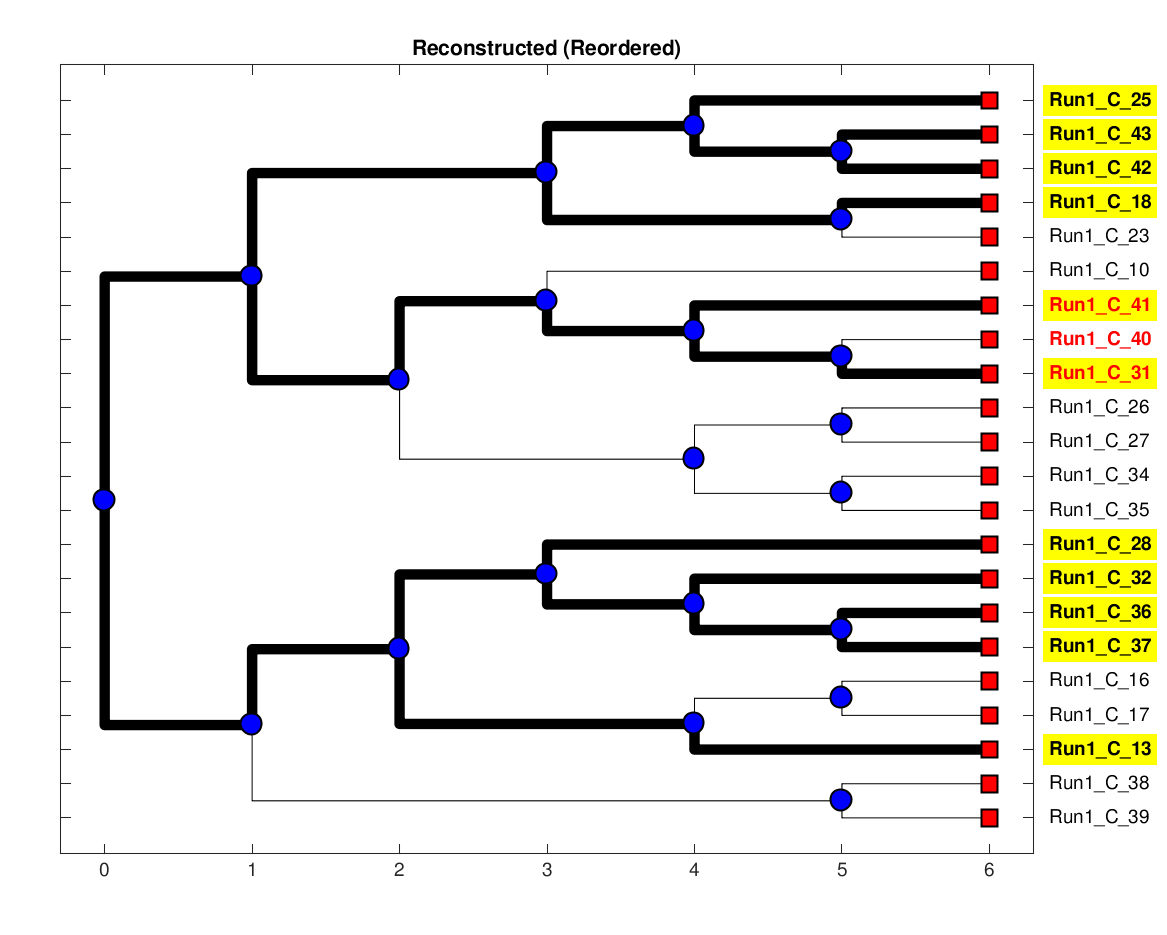 Reconstructed (Reordered)
Run1_C_25
Run1_C_43
Run1_C_42
Run1_C_18
Run1_C_23
Run1_C_10
Run1_C_41
Run1_C_40
Run1_C_31
Run1_C_26
Run1_C_27
Run1_C_34
Run1_C_35
Run1_C_28
Run1_C_32
Run1_C_36
Run1_C_37
Run1_C_16
Run1_C_17
Run1_C_13
Run1_C_38
Run1_C_39
0 1 2 3 4 5 6